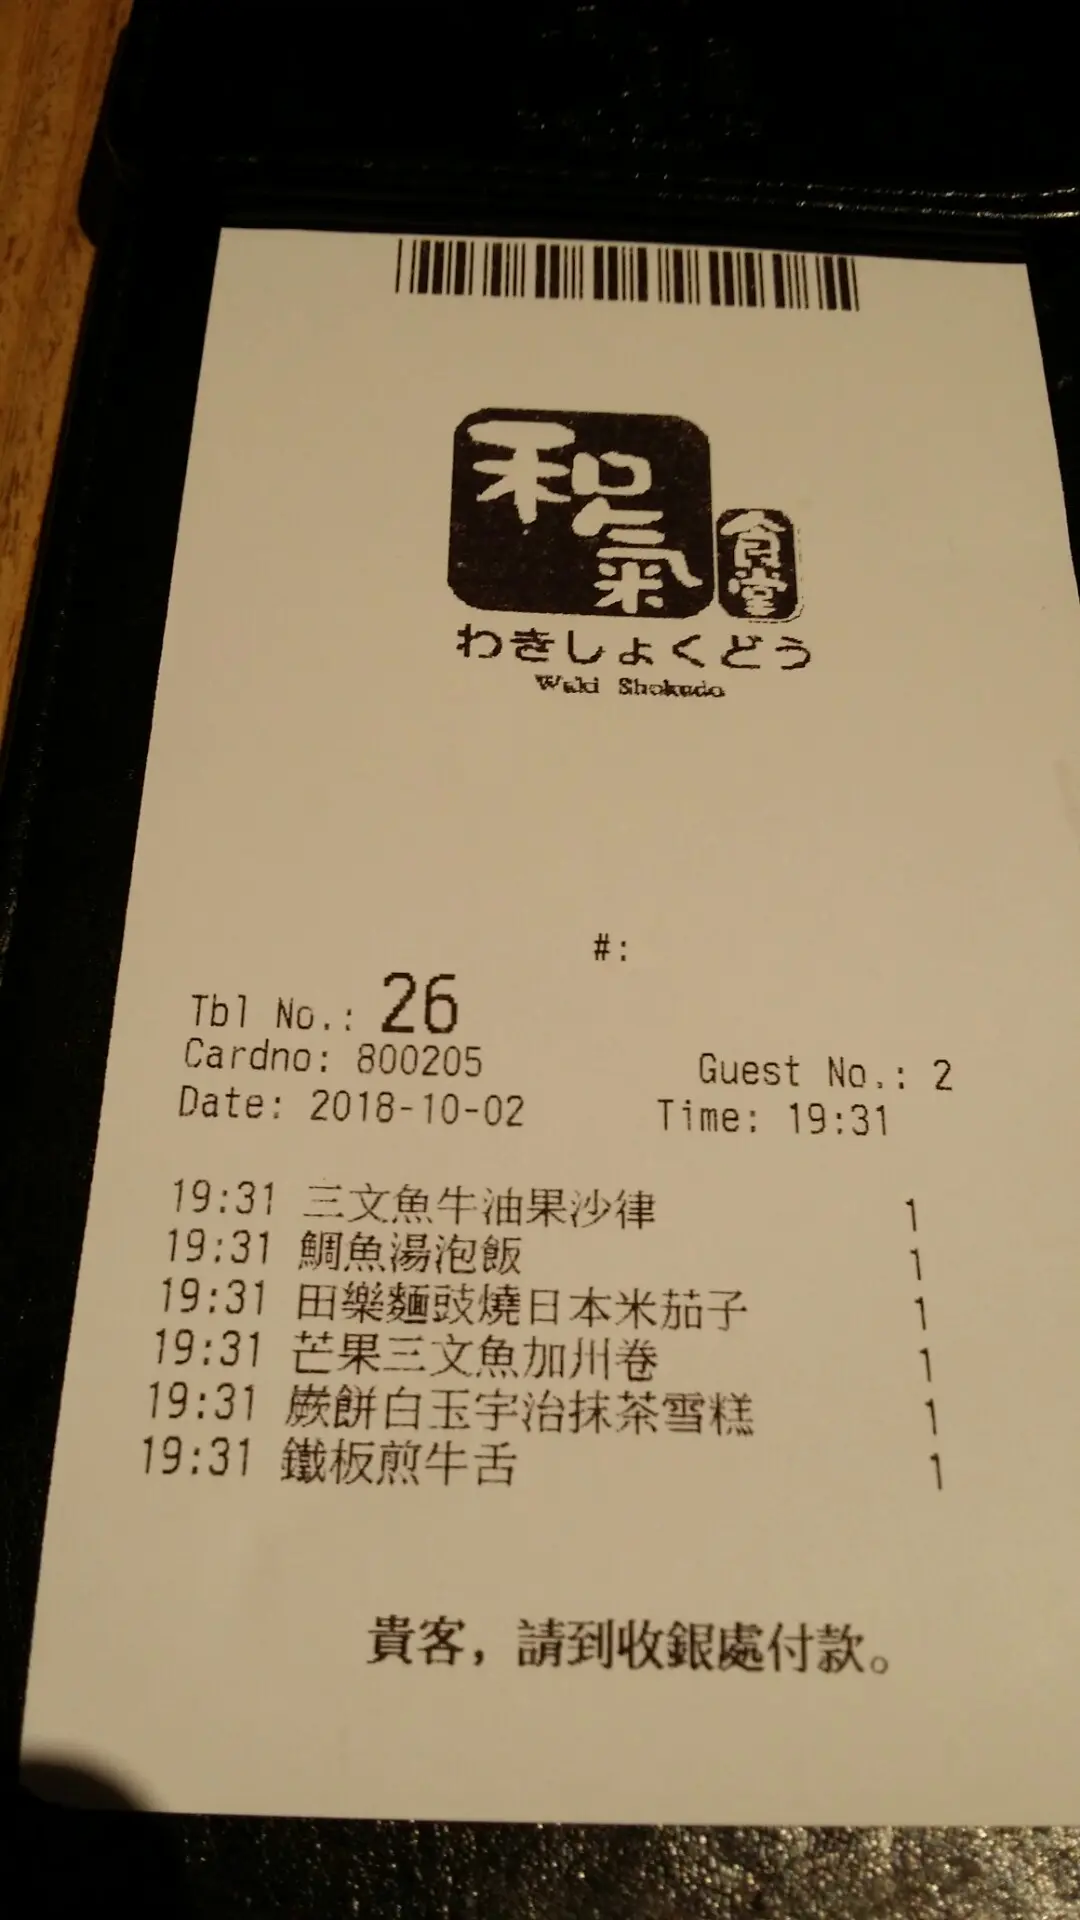 和氣
食堂
わきしょくどう
Waki Shokudo
#:
Tbl No.: 26
Cardno: 800205 Guest No.: 2
Date: 2018-10-02 Time: 19:31
19:31 三文魚牛油果沙律 1
19:31 鯛魚湯泡飯 1
19:31 田樂麵豉燒日本米茄子 1
19:31 芒果三文魚加州卷 1
19:31 蕨餅白玉宇治抹茶雪糕 1
19:31 鐵板煎牛舌 1
貴客，請到收銀處付款。